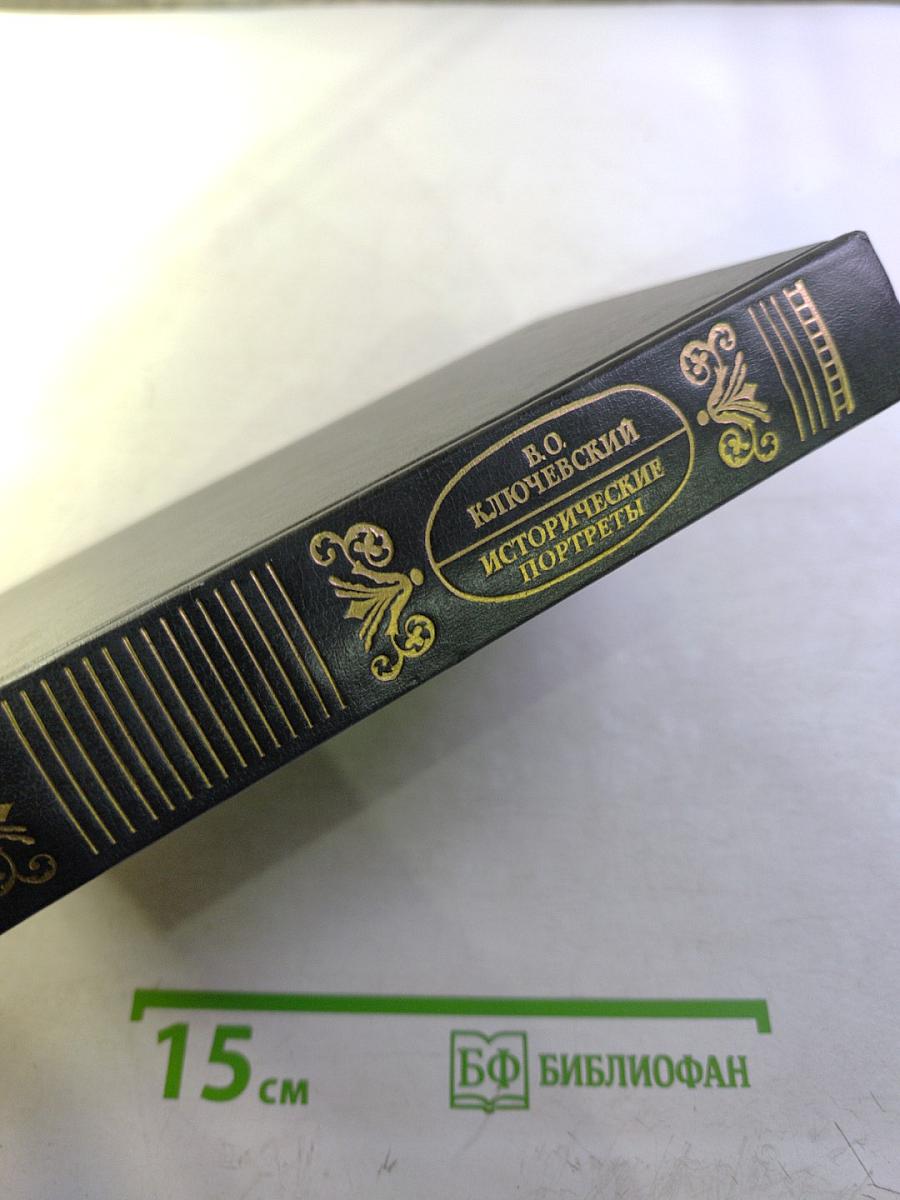 В.О.
КЛЮЧЕВСКИЙ
ИСТОРИЧЕСКИЕ
ПОРТРЕТЫ
15 см
БФ БИБЛИОФАН